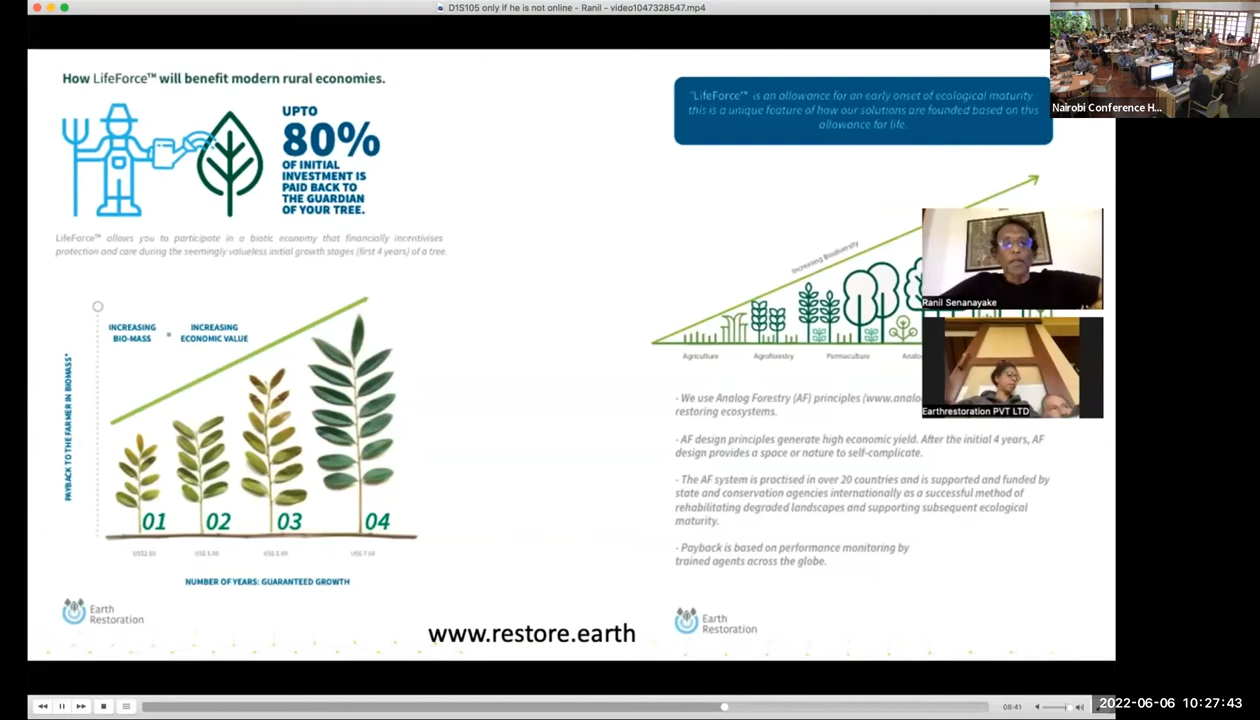 D1S105 only if he is not online - Ranil - video1047328547.mp4
Nairobi Conference H...
How LifeForce™ will benefit modern rural economies.
UPTO
80%
OF INITIAL
INVESTMENT IS
PAID BACK TO
THE GUARDIAN
OF YOUR TREE.
LifeForce™ allows you to participate in a biotic economy that financially incentivises
protection and care during the seemingly valueless initial growth stages (first 4 years) of a tree.
INCREASING
BIO-MASS
=
INCREASING
ECONOMIC VALUE
PAYBACK TO THE FARMER IN BIOMASS*
01 02 03 04
NUMBER OF YEARS: GUARANTEED GROWTH
Earth
Restoration
www.restore.earth
"LifeForce™ is an allowance for an early onset of ecological maturity
this is a unique feature of how our solutions are founded based on this
allowance for life.
Increasing Biodiversity
Agriculture Agroforestry Permaculture Analo
Ranil Senanayake
Earthrestoration PVT LTD
- We use Analog Forestry (AF) principles (www.analo
restoring ecosystems.
- AF design principles generate high economic yield. After the initial 4 years, AF
design provides a space or nature to self-complicate.
- The AF system is practised in over 20 countries and is supported and funded by
state and conservation agencies internationally as a successful method of
rehabilitating degraded landscapes and supporting subsequent ecological
maturity.
- Payback is based on performance monitoring by
trained agents across the globe.
Earth
Restoration
08:41
2022-06-06 10:27:43